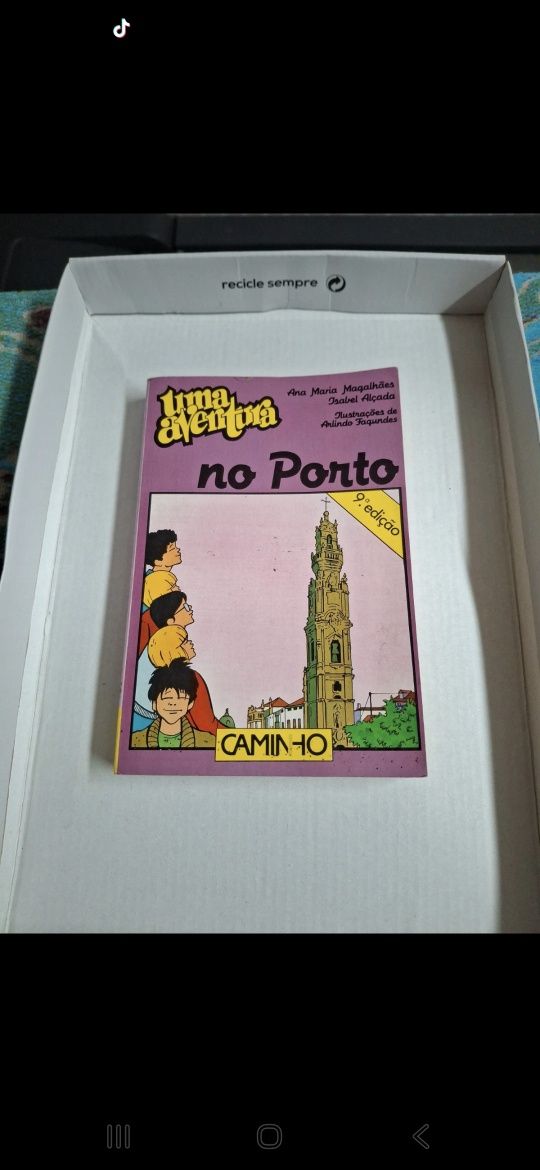 recicle sempre
uma
aventura
Ana Maria Magalhães
Isabel Alçada
Ilustrações de
Arlindo Fagundes
no Porto
9.ª edição
CAMINHO